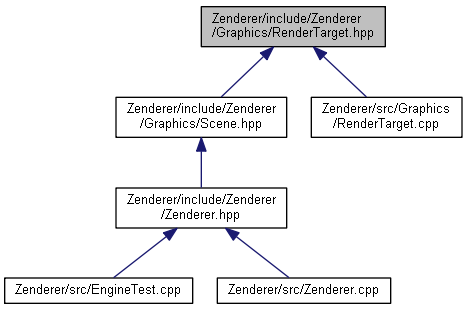 Zenderer/include/Zenderer
/Graphics/RenderTarget.hpp
Zenderer/include/Zenderer
/Graphics/Scene.hpp
Zenderer/src/Graphics
/RenderTarget.cpp
Zenderer/include/Zenderer
/Zenderer.hpp
Zenderer/src/EngineTest.cpp
Zenderer/src/Zenderer.cpp